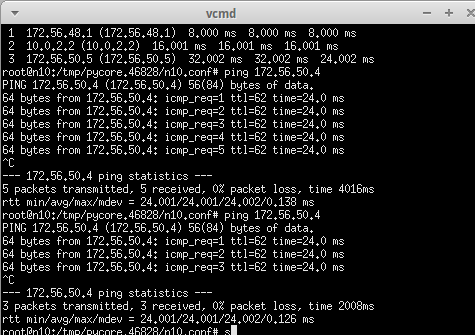 vcmd
1 172.56.48.1 (172.56.48.1) 8.000 ms 8.000 ms 8.000 ms
2 10.0.2.2 (10.0.2.2) 16.001 ms 16.001 ms 16.001 ms
3 172.56.50.5 (172.56.50.5) 32.002 ms 32.002 ms 24.002 ms
root@n10:/tmp/pycore.46828/n10.conf# ping 172.56.50.4
PING 172.56.50.4 (172.56.50.4) 56(84) bytes of data.
64 bytes from 172.56.50.4: icmp_req=1 ttl=62 time=24.0 ms
64 bytes from 172.56.50.4: icmp_req=2 ttl=62 time=24.0 ms
64 bytes from 172.56.50.4: icmp_req=3 ttl=62 time=24.0 ms
64 bytes from 172.56.50.4: icmp_req=4 ttl=62 time=24.0 ms
64 bytes from 172.56.50.4: icmp_req=5 ttl=62 time=24.0 ms
^C
--- 172.56.50.4 ping statistics ---
5 packets transmitted, 5 received, 0% packet loss, time 4016ms
rtt min/avg/max/mdev = 24.001/24.001/24.002/0.138 ms
root@n10:/tmp/pycore.46828/n10.conf# ping 172.56.50.4
PING 172.56.50.4 (172.56.50.4) 56(84) bytes of data.
64 bytes from 172.56.50.4: icmp_req=1 ttl=62 time=24.0 ms
64 bytes from 172.56.50.4: icmp_req=2 ttl=62 time=24.0 ms
64 bytes from 172.56.50.4: icmp_req=3 ttl=62 time=24.0 ms
^C
--- 172.56.50.4 ping statistics ---
3 packets transmitted, 3 received, 0% packet loss, time 2008ms
rtt min/avg/max/mdev = 24.001/24.001/24.002/0.126 ms
root@n10:/tmp/pycore.46828/n10.conf# s